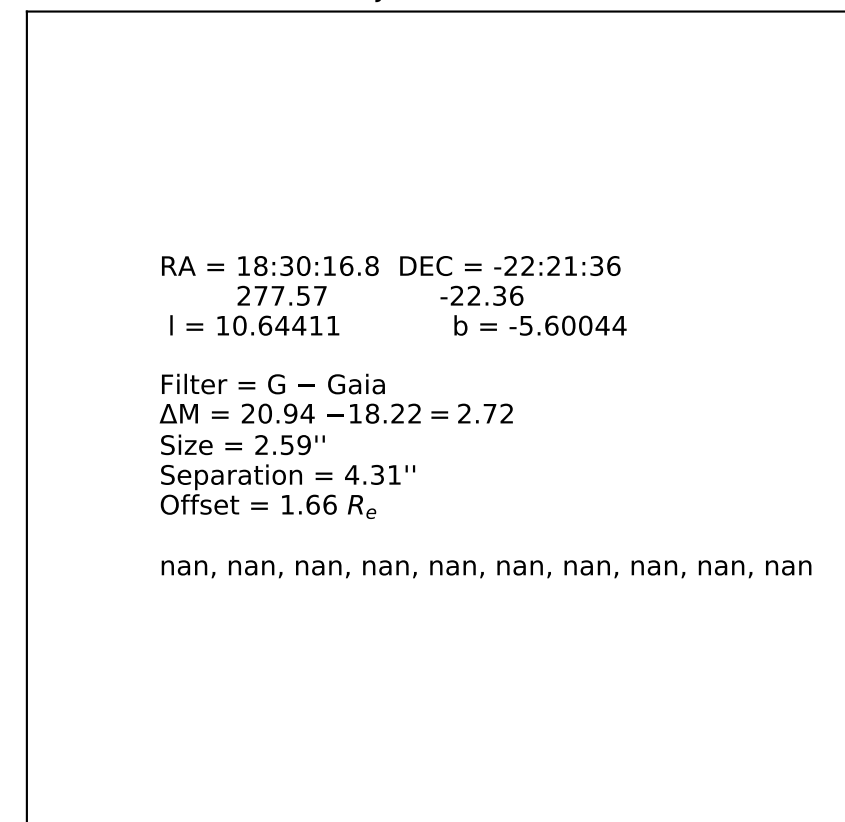 RA = 18:30:16.8 DEC = -22:21:36
277.57 -22.36
l = 10.64411 b = -5.60044
Filter = G − Gaia
ΔM = 20.94 −18.22 = 2.72
Size = 2.59''
Separation = 4.31''
Offset = 1.66 Re
nan, nan, nan, nan, nan, nan, nan, nan, nan, nan